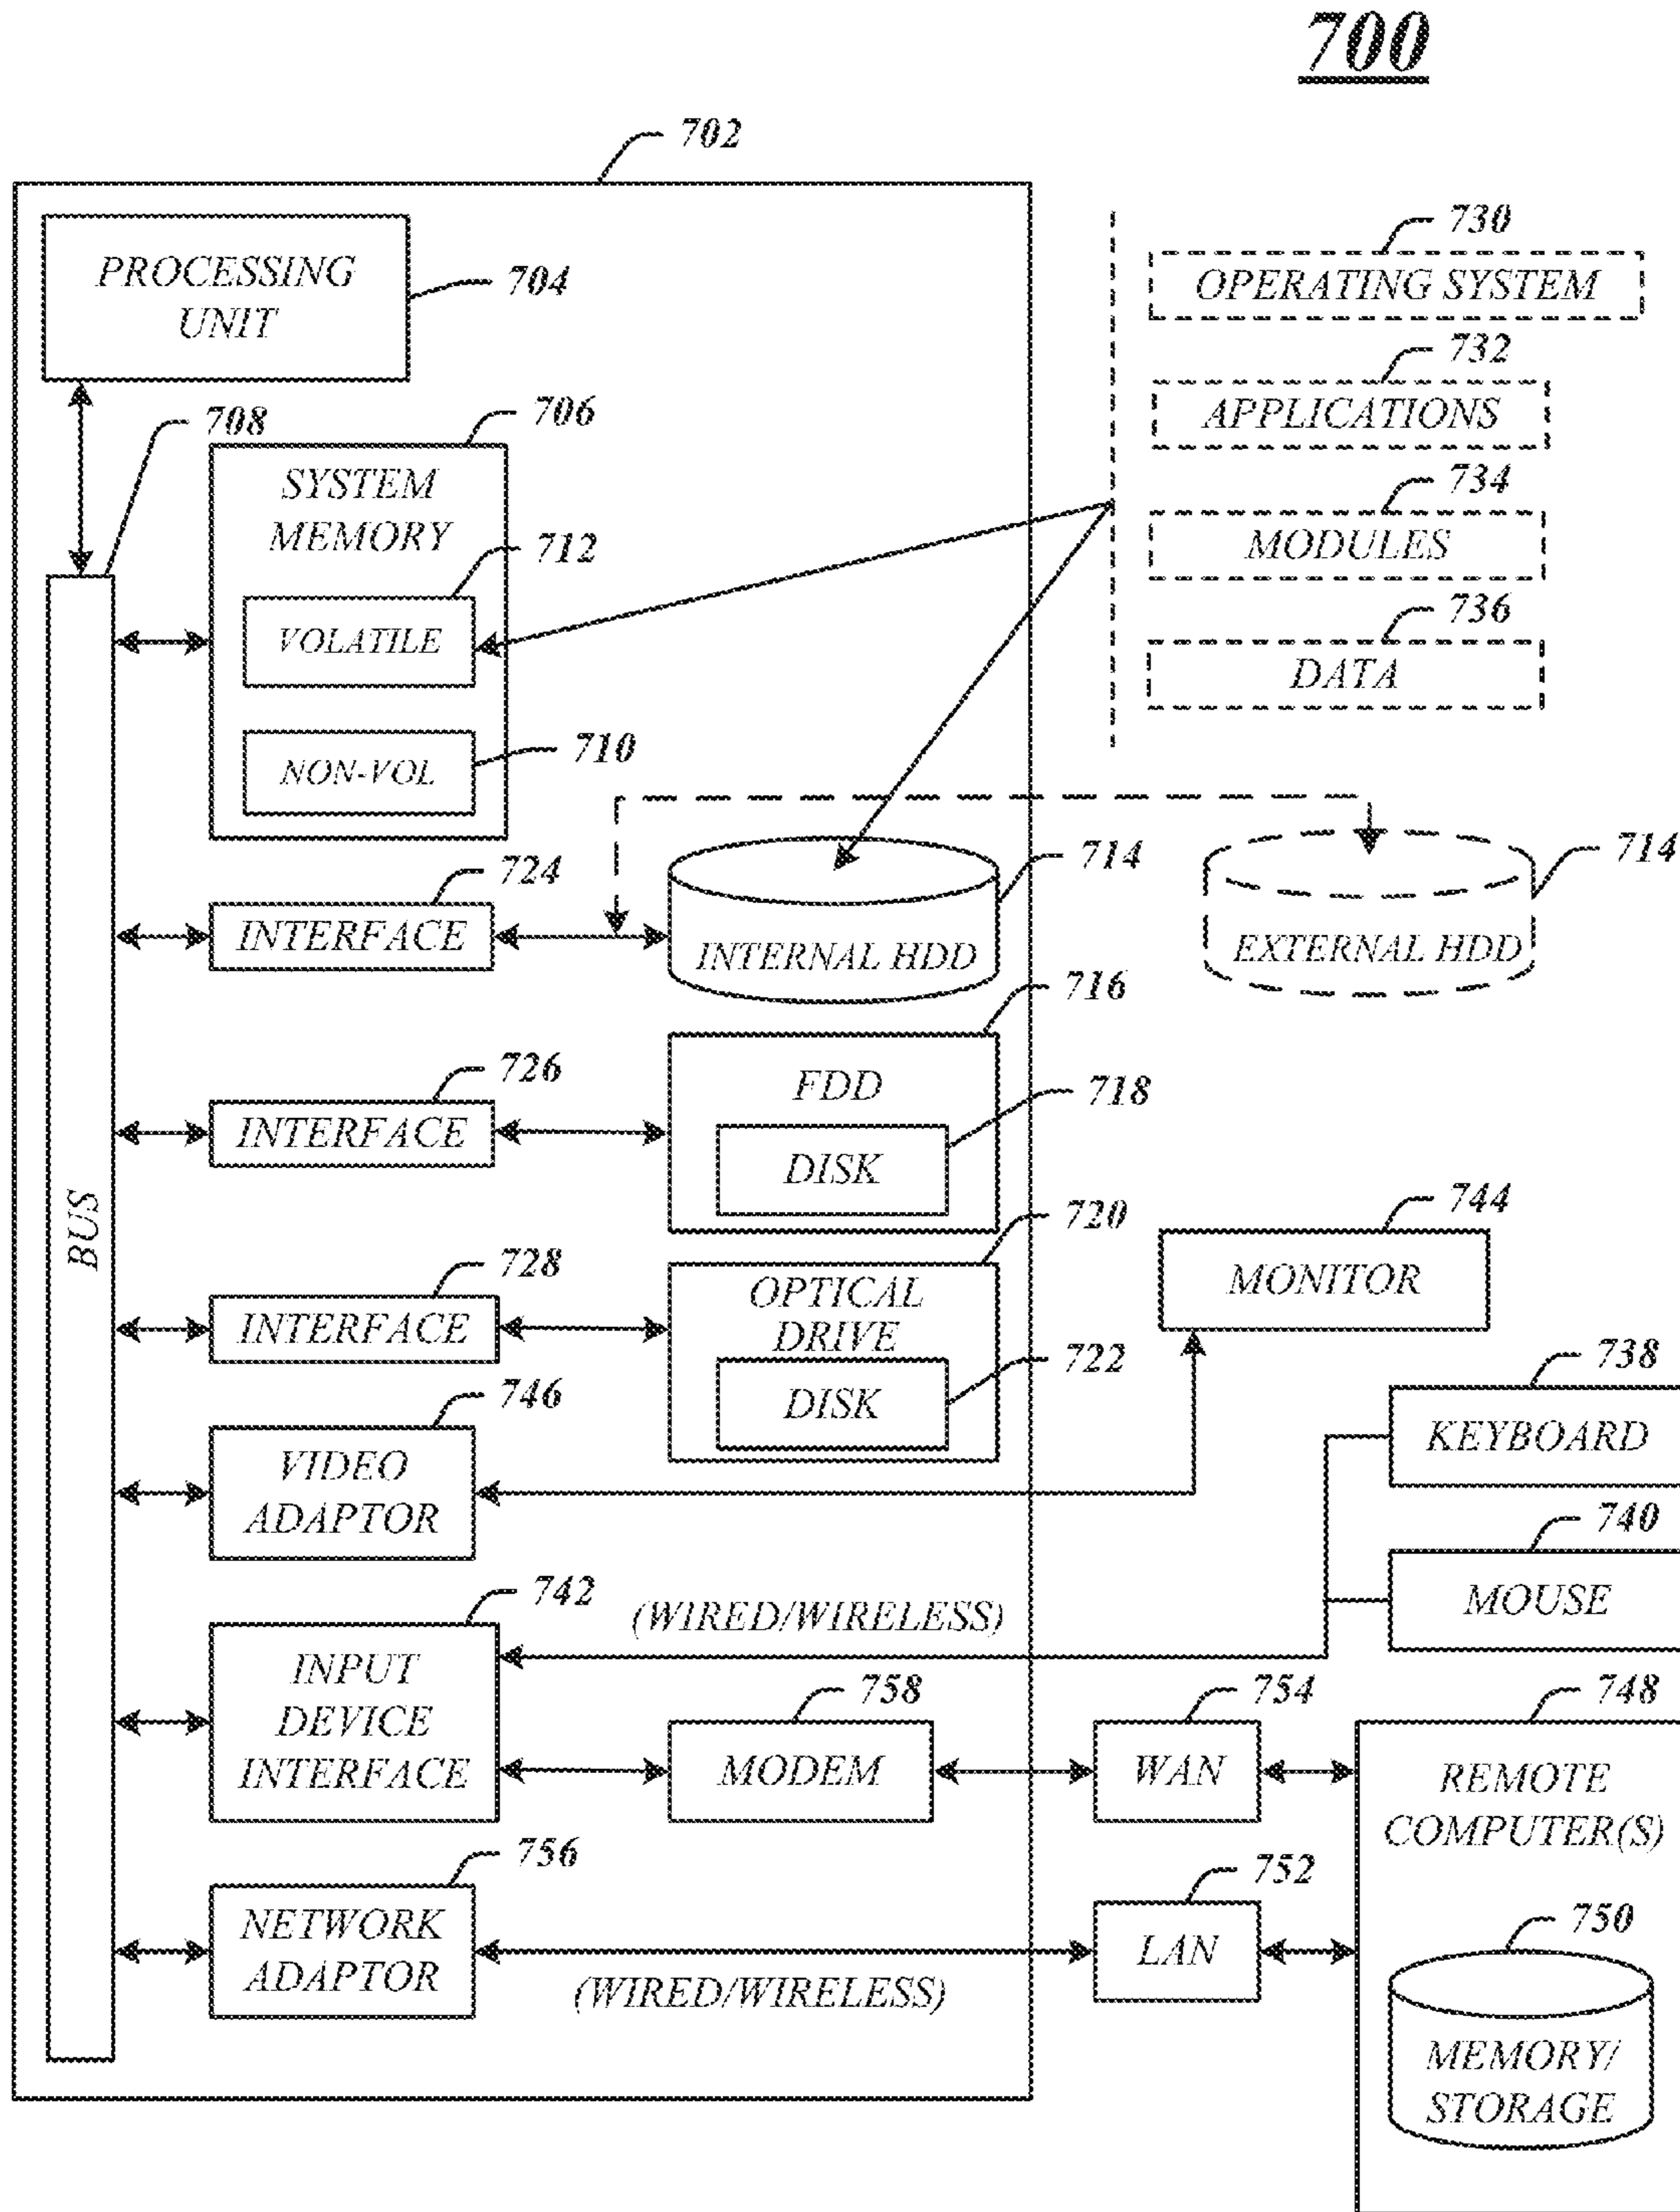 700
702
PROCESSING
UNIT
704
708
706
SYSTEM
MEMORY
712
VOLATILE
710
NON-VOL
730
OPERATING SYSTEM
732
APPLICATIONS
734
MODULES
736
DATA
BUS
724
INTERFACE
714
INTERNAL HDD
714
EXTERNAL HDD
726
INTERFACE
716
FDD
718
DISK
728
INTERFACE
720
OPTICAL
DRIVE
722
DISK
744
MONITOR
746
VIDEO
ADAPTOR
738
KEYBOARD
740
MOUSE
742
INPUT
DEVICE
INTERFACE
(WIRED/WIRELESS)
758
MODEM
754
WAN
748
REMOTE
COMPUTER(S)
756
NETWORK
ADAPTOR
(WIRED/WIRELESS)
752
LAN
750
MEMORY/
STORAGE